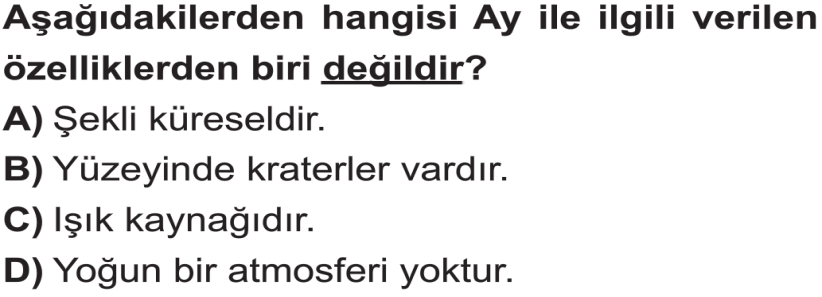 Aşağıdakilerden hangisi Ay ile ilgili verilen
özelliklerden biri değildir?
A) Şekli küreseldir.
B) Yüzeyinde kraterler vardır.
C) Işık kaynağıdır.
D) Yoğun bir atmosferi yoktur.